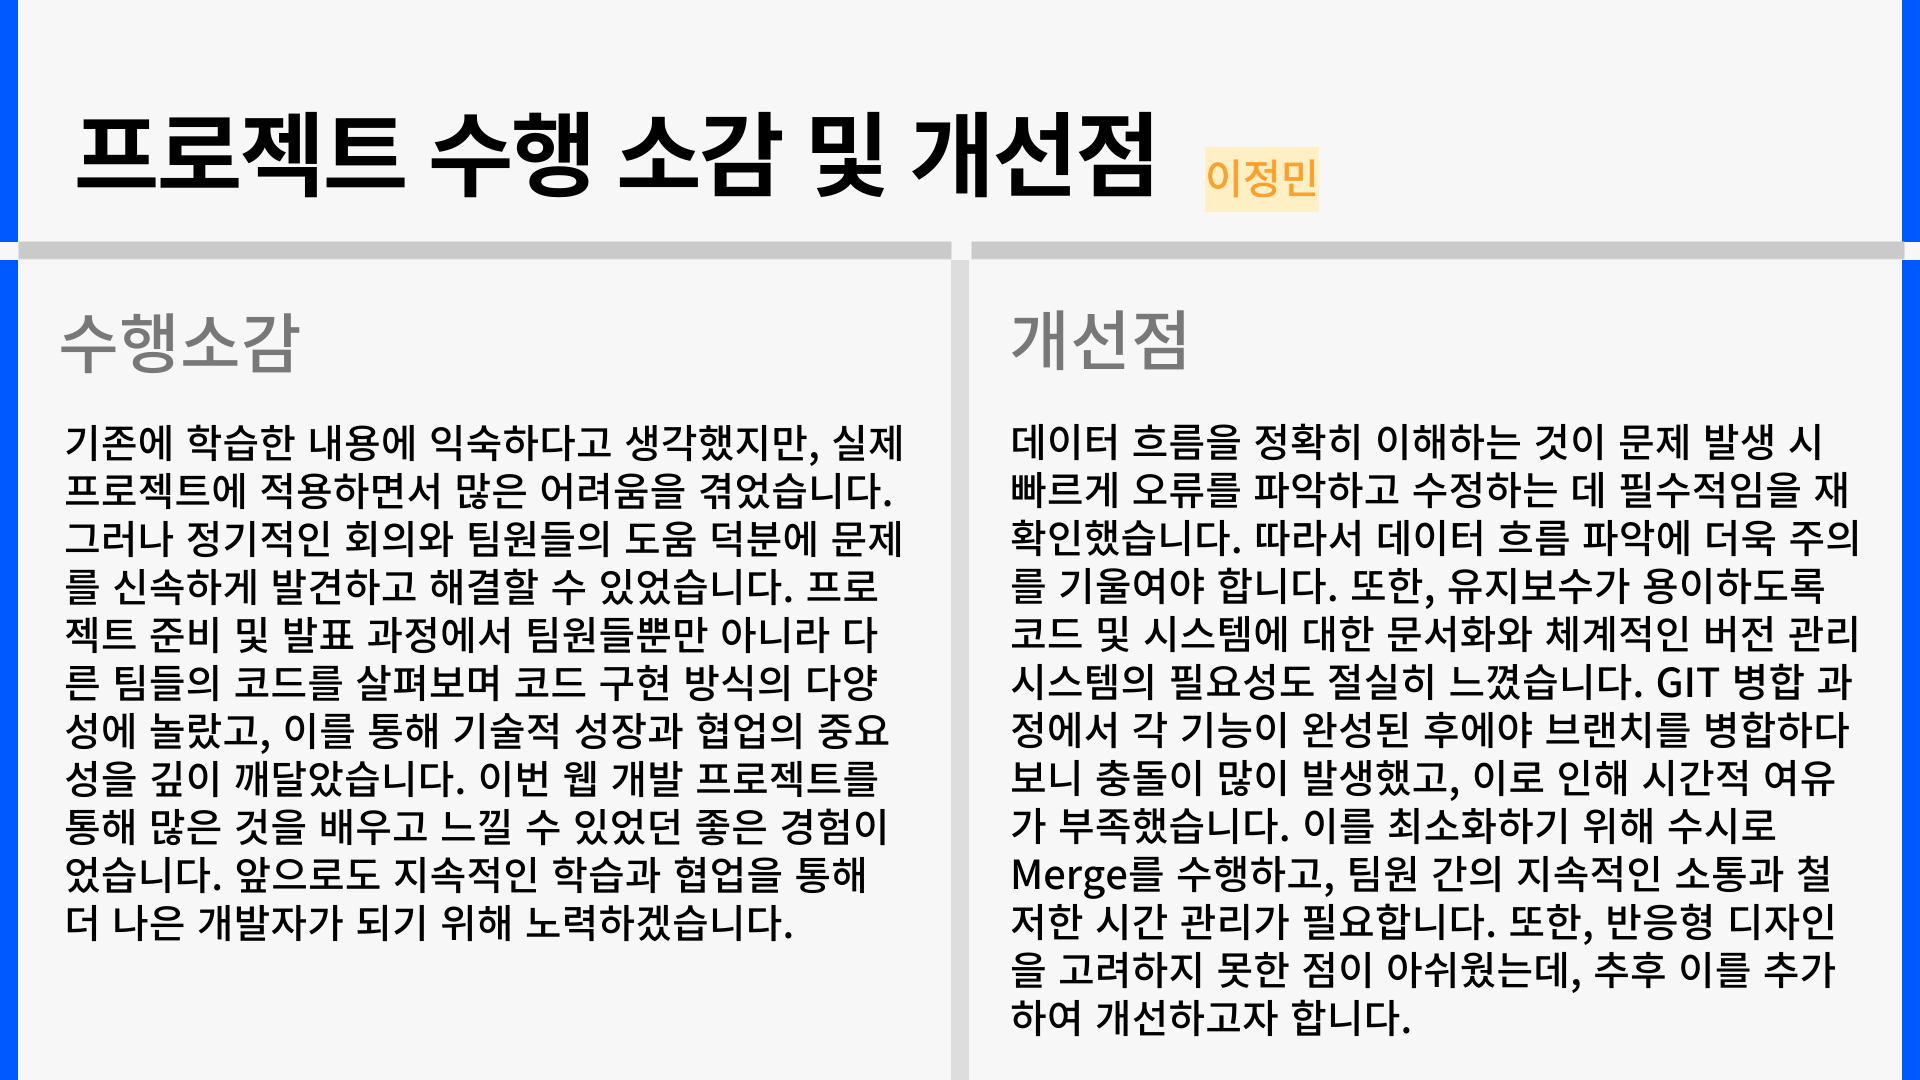 프로젝트 수행 소감 및 개선점 이정민
수행소감
기존에 학습한 내용에 익숙하다고 생각했지만, 실제
프로젝트에 적용하면서 많은 어려움을 겪었습니다.
그러나 정기적인 회의와 팀원들의 도움 덕분에 문제
를 신속하게 발견하고 해결할 수 있었습니다. 프로
젝트 준비 및 발표 과정에서 팀원들뿐만 아니라 다
른 팀들의 코드를 살펴보며 코드 구현 방식의 다양
성에 놀랐고, 이를 통해 기술적 성장과 협업의 중요
성을 깊이 깨달았습니다. 이번 웹 개발 프로젝트를
통해 많은 것을 배우고 느낄 수 있었던 좋은 경험이
었습니다. 앞으로도 지속적인 학습과 협업을 통해
더 나은 개발자가 되기 위해 노력하겠습니다.
개선점
데이터 흐름을 정확히 이해하는 것이 문제 발생 시
빠르게 오류를 파악하고 수정하는 데 필수적임을 재
확인했습니다. 따라서 데이터 흐름 파악에 더욱 주의
를 기울여야 합니다. 또한, 유지보수가 용이하도록
코드 및 시스템에 대한 문서화와 체계적인 버전 관리
시스템의 필요성도 절실히 느꼈습니다. GIT 병합 과
정에서 각 기능이 완성된 후에야 브랜치를 병합하다
보니 충돌이 많이 발생했고, 이로 인해 시간적 여유
가 부족했습니다. 이를 최소화하기 위해 수시로
Merge를 수행하고, 팀원 간의 지속적인 소통과 철
저한 시간 관리가 필요합니다. 또한, 반응형 디자인
을 고려하지 못한 점이 아쉬웠는데, 추후 이를 추가
하여 개선하고자 합니다.